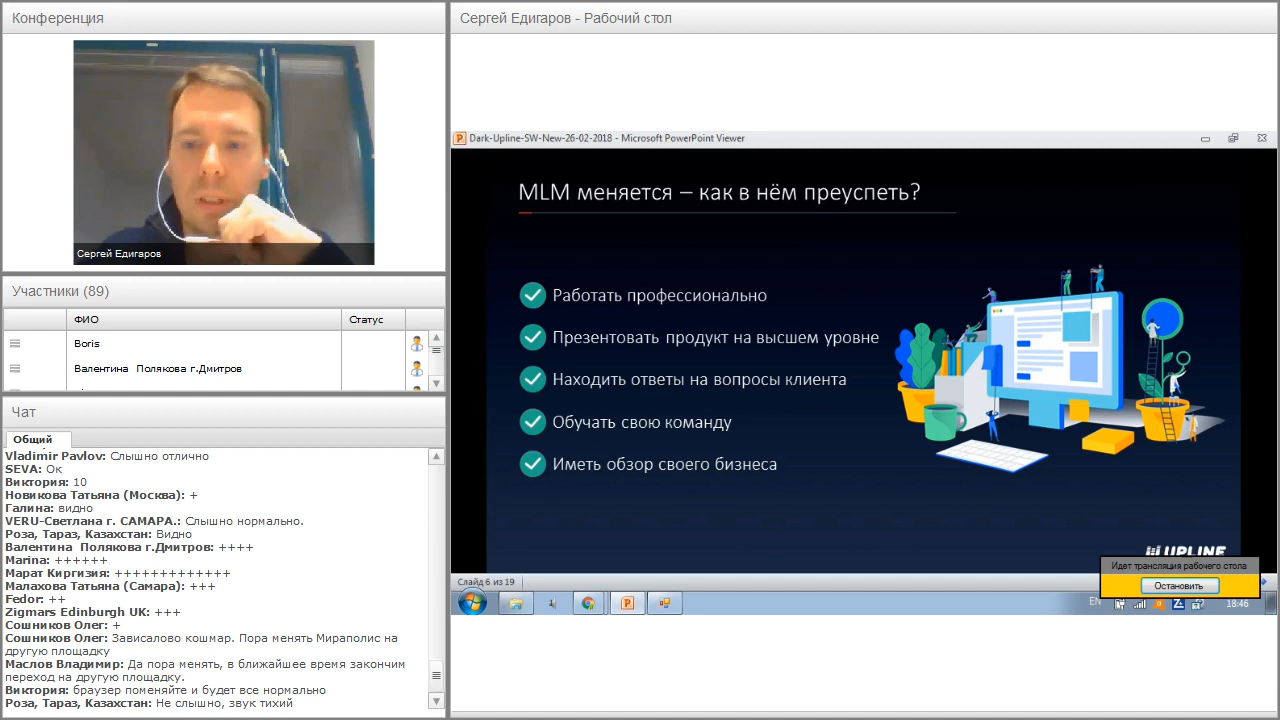 Конференция
Сергей Едигаров
Участники (89)
ФИО Статус
Boris
Валентина Полякова г.Дмитров
Чат
Общий
Vladimir Pavlov: Слышно отлично
SEVA: Ок
Виктория: 10
Новикова Татьяна (Москва): +
Галина: видно
VERU-Светлана г. САМАРА.: Слышно нормально.
Роза, Тараз, Казахстан: Видно
Валентина Полякова г.Дмитров: ++++
Marina: ++++++
Марат Киргизия: +++++++++++++
Малахова Татьяна (Самара): +++
Fedor: ++
Zigmars Edinburgh UK: +++
Сошников Олег: +
Сошников Олег: Зависалово кошмар. Пора менять Мираполис на
другую площадку
Маслов Владимир: Да пора менять, в ближайшее время закончим
переход на другую площадку.
Виктория: браузер поменяйте и будет все нормально
Роза, Тараз, Казахстан: Не слышно, звук тихий
Сергей Едигаров - Рабочий стол
Dark-Upline-SW-New-26-02-2018 - Microsoft PowerPoint Viewer
MLM меняется – как в нём преуспеть?
Работать профессионально
Презентовать продукт на высшем уровне
Находить ответы на вопросы клиента
Обучать свою команду
Иметь обзор своего бизнеса
UPLINE
Идет трансляция рабочего стола
Остановить
Слайд 6 из 19
EN
18:46